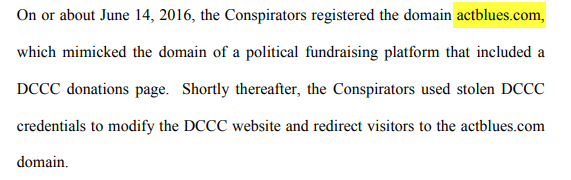 On or about June 14, 2016, the Conspirators registered the domain actblues.com,
which mimicked the domain of a political fundraising platform that included a
DCCC donations page.  Shortly thereafter, the Conspirators used stolen DCCC
credentials to modify the DCCC website and redirect visitors to the actblues.com
domain.